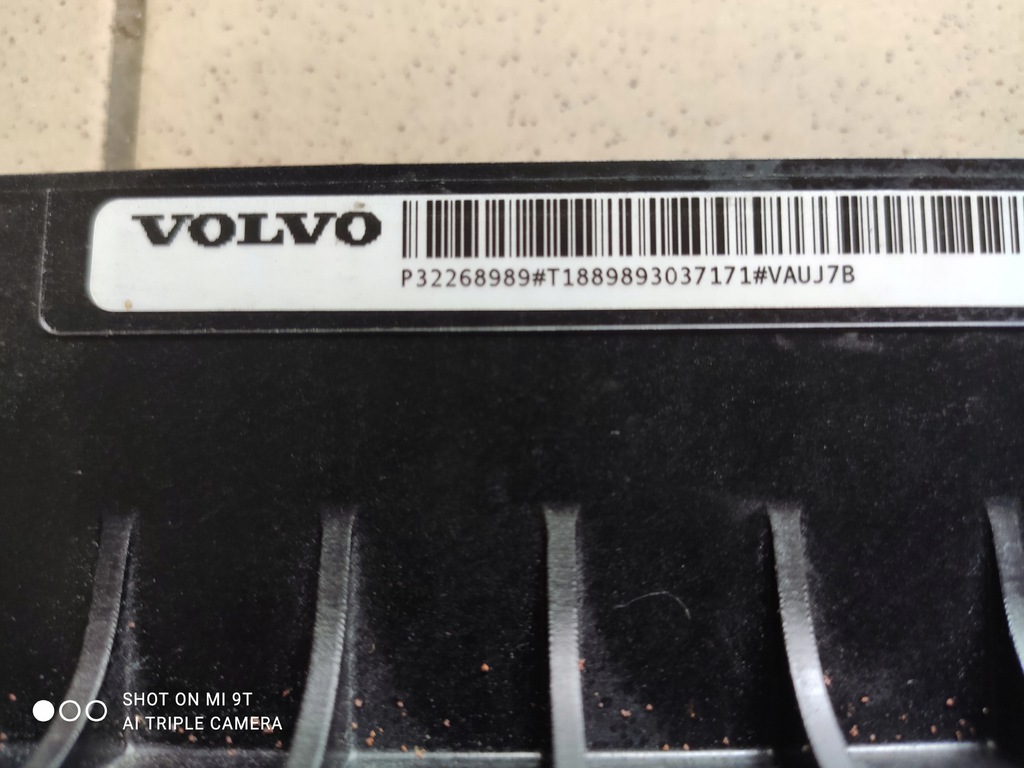 VOLVO
P32268989#T1889893037171#VAUJ7B
SHOT ON MI 9T
AI TRIPLE CAMERA